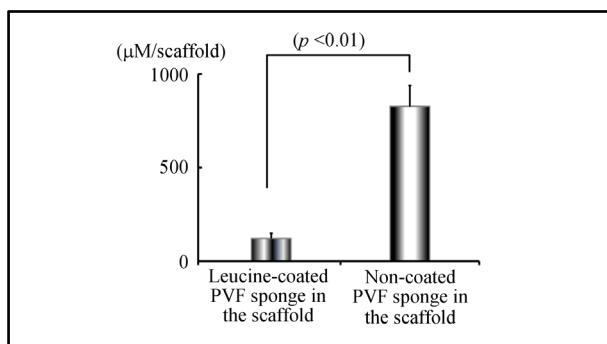 (p <0.01)
(μM/scaffold)
1000
500
0
Leucine-coated
PVF sponge in
the scaffold
Non-coated
PVF sponge in
the scaffold